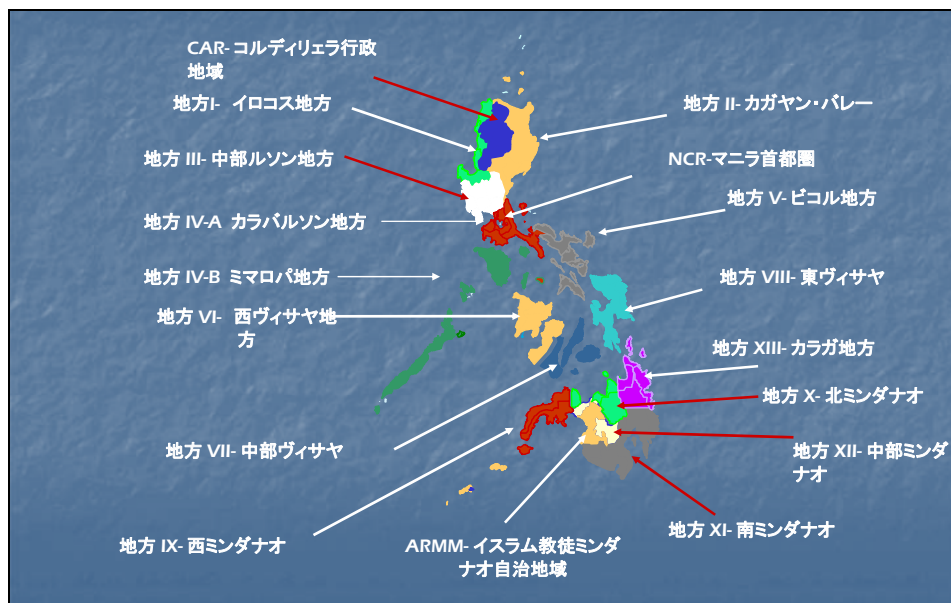 CAR- コルディリェラ行政
地域
地方I- イロコス地方
地方 II- カガヤン・バレー
地方 III- 中部ルソン地方
NCR-マニラ首都圏
地方 V- ビコル地方
地方 IV-A カラバルソン地方
地方 IV-B ミマロパ地方
地方 VIII- 東ヴィサヤ
地方 VI- 西ヴィサヤ地
方
地方 XIII- カラガ地方
地方 X- 北ミンダナオ
地方 VII- 中部ヴィサヤ
地方 XII- 中部ミンダ
ナオ
地方 XI- 南ミンダナオ
地方 IX- 西ミンダナオ
ARMM- イスラム教徒ミンダ
ナオ自治地域